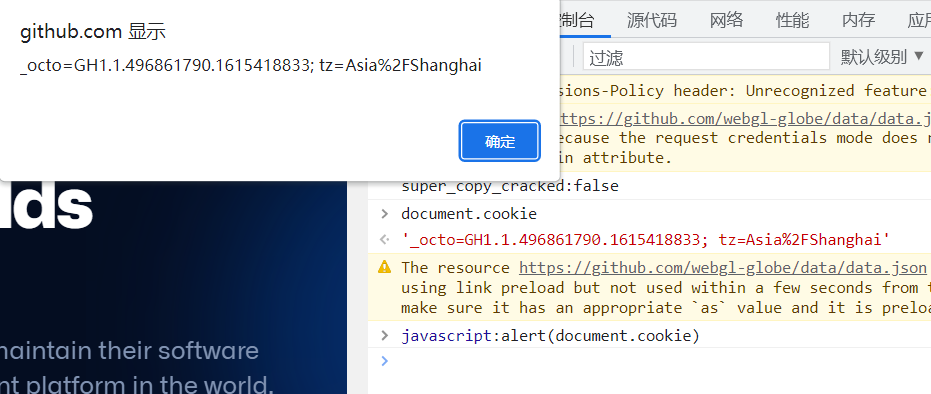 github.com 显示
_octo=GH1.1.496861790.1615418833; tz=Asia%2FShanghai
确定
lds
maintain their software
nt platform in the world.
制台 源代码 网络 性能 内存 应用
过滤 默认级别 ▼
sions-Policy header: Unrecognized feature
ttps://github.com/webgl-globe/data/data.j
ecause the request credentials mode does n
in attribute.
super_copy_cracked:false
document.cookie
'_octo=GH1.1.496861790.1615418833; tz=Asia%2FShanghai'
The resource https://github.com/webgl-globe/data/data.json
using link preload but not used within a few seconds from t
make sure it has an appropriate `as` value and it is preloa
javascript:alert(document.cookie)